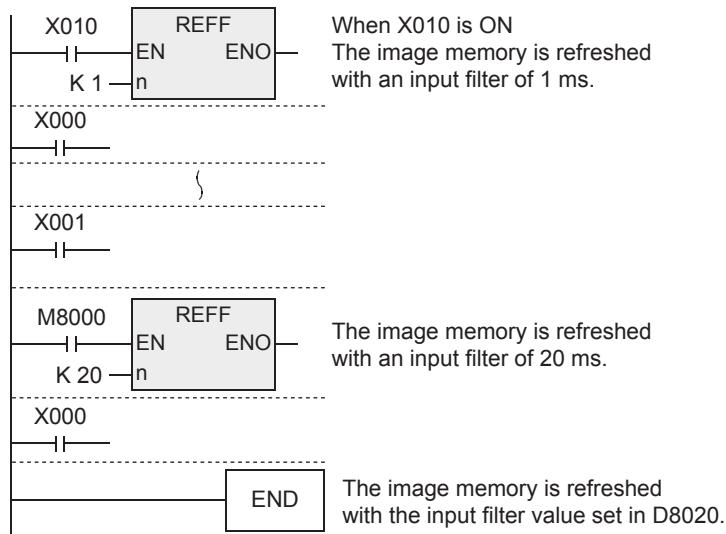 X010
REFF
EN ENO
K 1 n
When X010 is ON
The image memory is refreshed
with an input filter of 1 ms.
X000
X001
M8000
REFF
EN ENO
K 20 n
The image memory is refreshed
with an input filter of 20 ms.
X000
END
The image memory is refreshed
with the input filter value set in D8020.